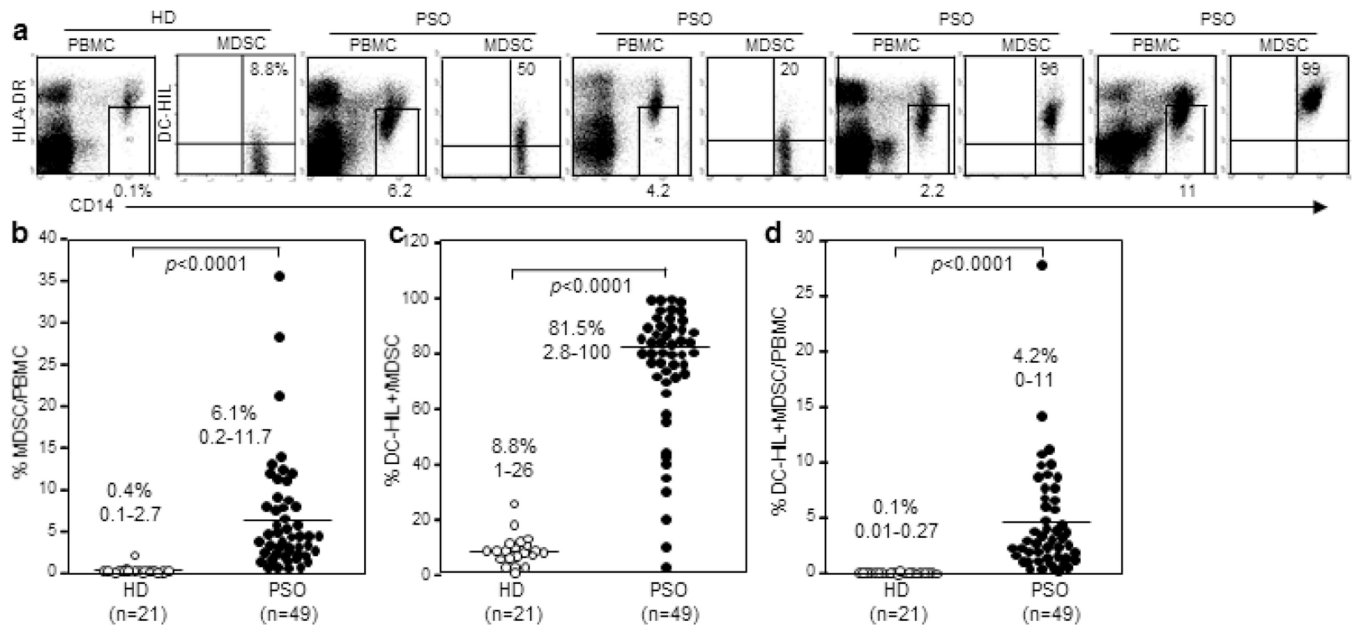 a
HD PSO PSO PSO PSO
PBMC MDSC PBMC MDSC PBMC MDSC PBMC MDSC PBMC MDSC
HLA-DR
DC-HIL
8.8% 50 20 96 99
0.1% 6.2 4.2 2.2 11
CD14
b
% MDSC/PBMC
40
35
30
25
20
15
10
5
0
p<0.0001
6.1%
0.2-11.7
0.4%
0.1-2.7
HD PSO
(n=21) (n=49)
c
% DC-HIL+/MDSC
120
100
80
60
40
20
0
p<0.0001
81.5%
2.8-100
8.8%
1-26
HD PSO
(n=21) (n=49)
d
% DC-HIL+MDSC/PBMC
30
25
20
15
10
5
0
p<0.0001
4.2%
0-11
0.1%
0.01-0.27
HD PSO
(n=21) (n=49)